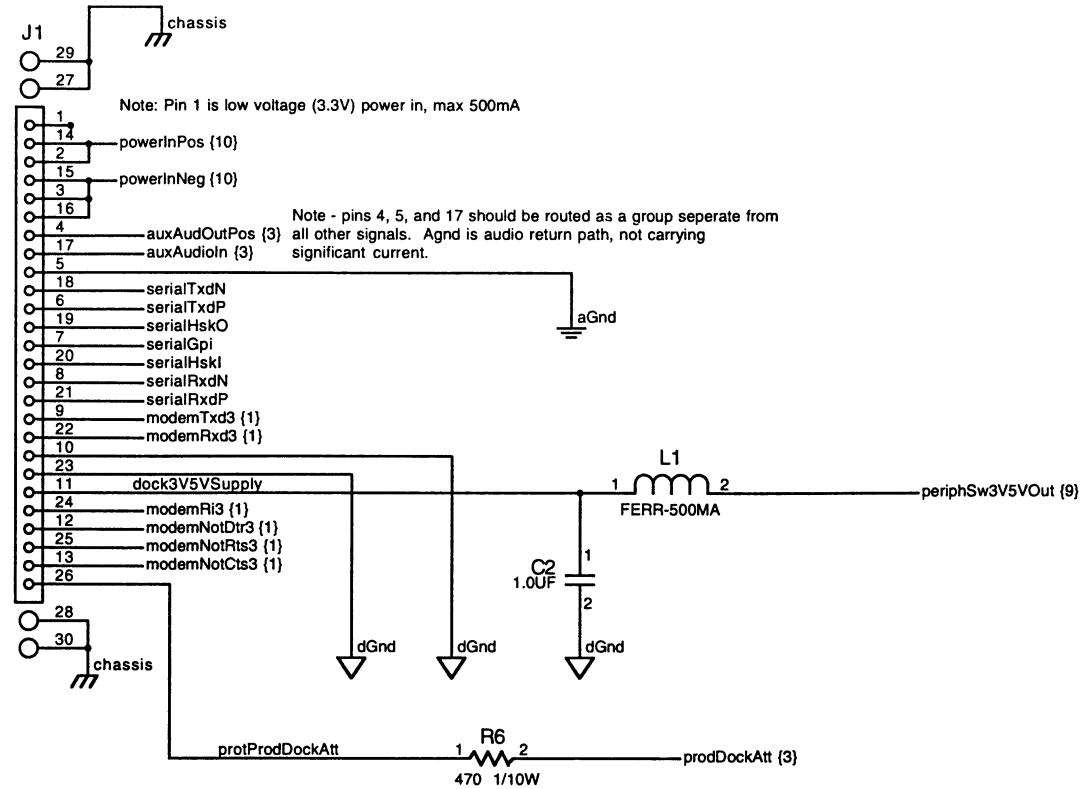 J1
chassis
29
27
Note: Pin 1 is low voltage (3.3V) power in, max 500mA
1
14
powerInPos {10}
2
15
powerInNeg {10}
3
16
Note - pins 4, 5, and 17 should be routed as a group seperate from
all other signals. Agnd is audio return path, not carrying
significant current.
4
auxAudOutPos {3}
17
auxAudioIn {3}
5
aGnd
18
serialTxdN
6
serialTxdP
19
serialHskO
7
serialGpi
20
serialHskI
8
serialRxdN
21
serialRxdP
9
modemTxd3 {1}
22
modemRxd3 {1}
10
23
11
dock3V5VSupply
L1
1
2
FERR-500MA
periphSw3V5VOut {9}
24
modemRi3 {1}
12
modemNotDtr3 {1}
25
modemNotRts3 {1}
13
modemNotCts3 {1}
26
1
C2
1.0UF
2
28
30
chassis
dGnd
dGnd
dGnd
protProdDockAtt
R6
1
2
470 1/10W
prodDockAtt {3}